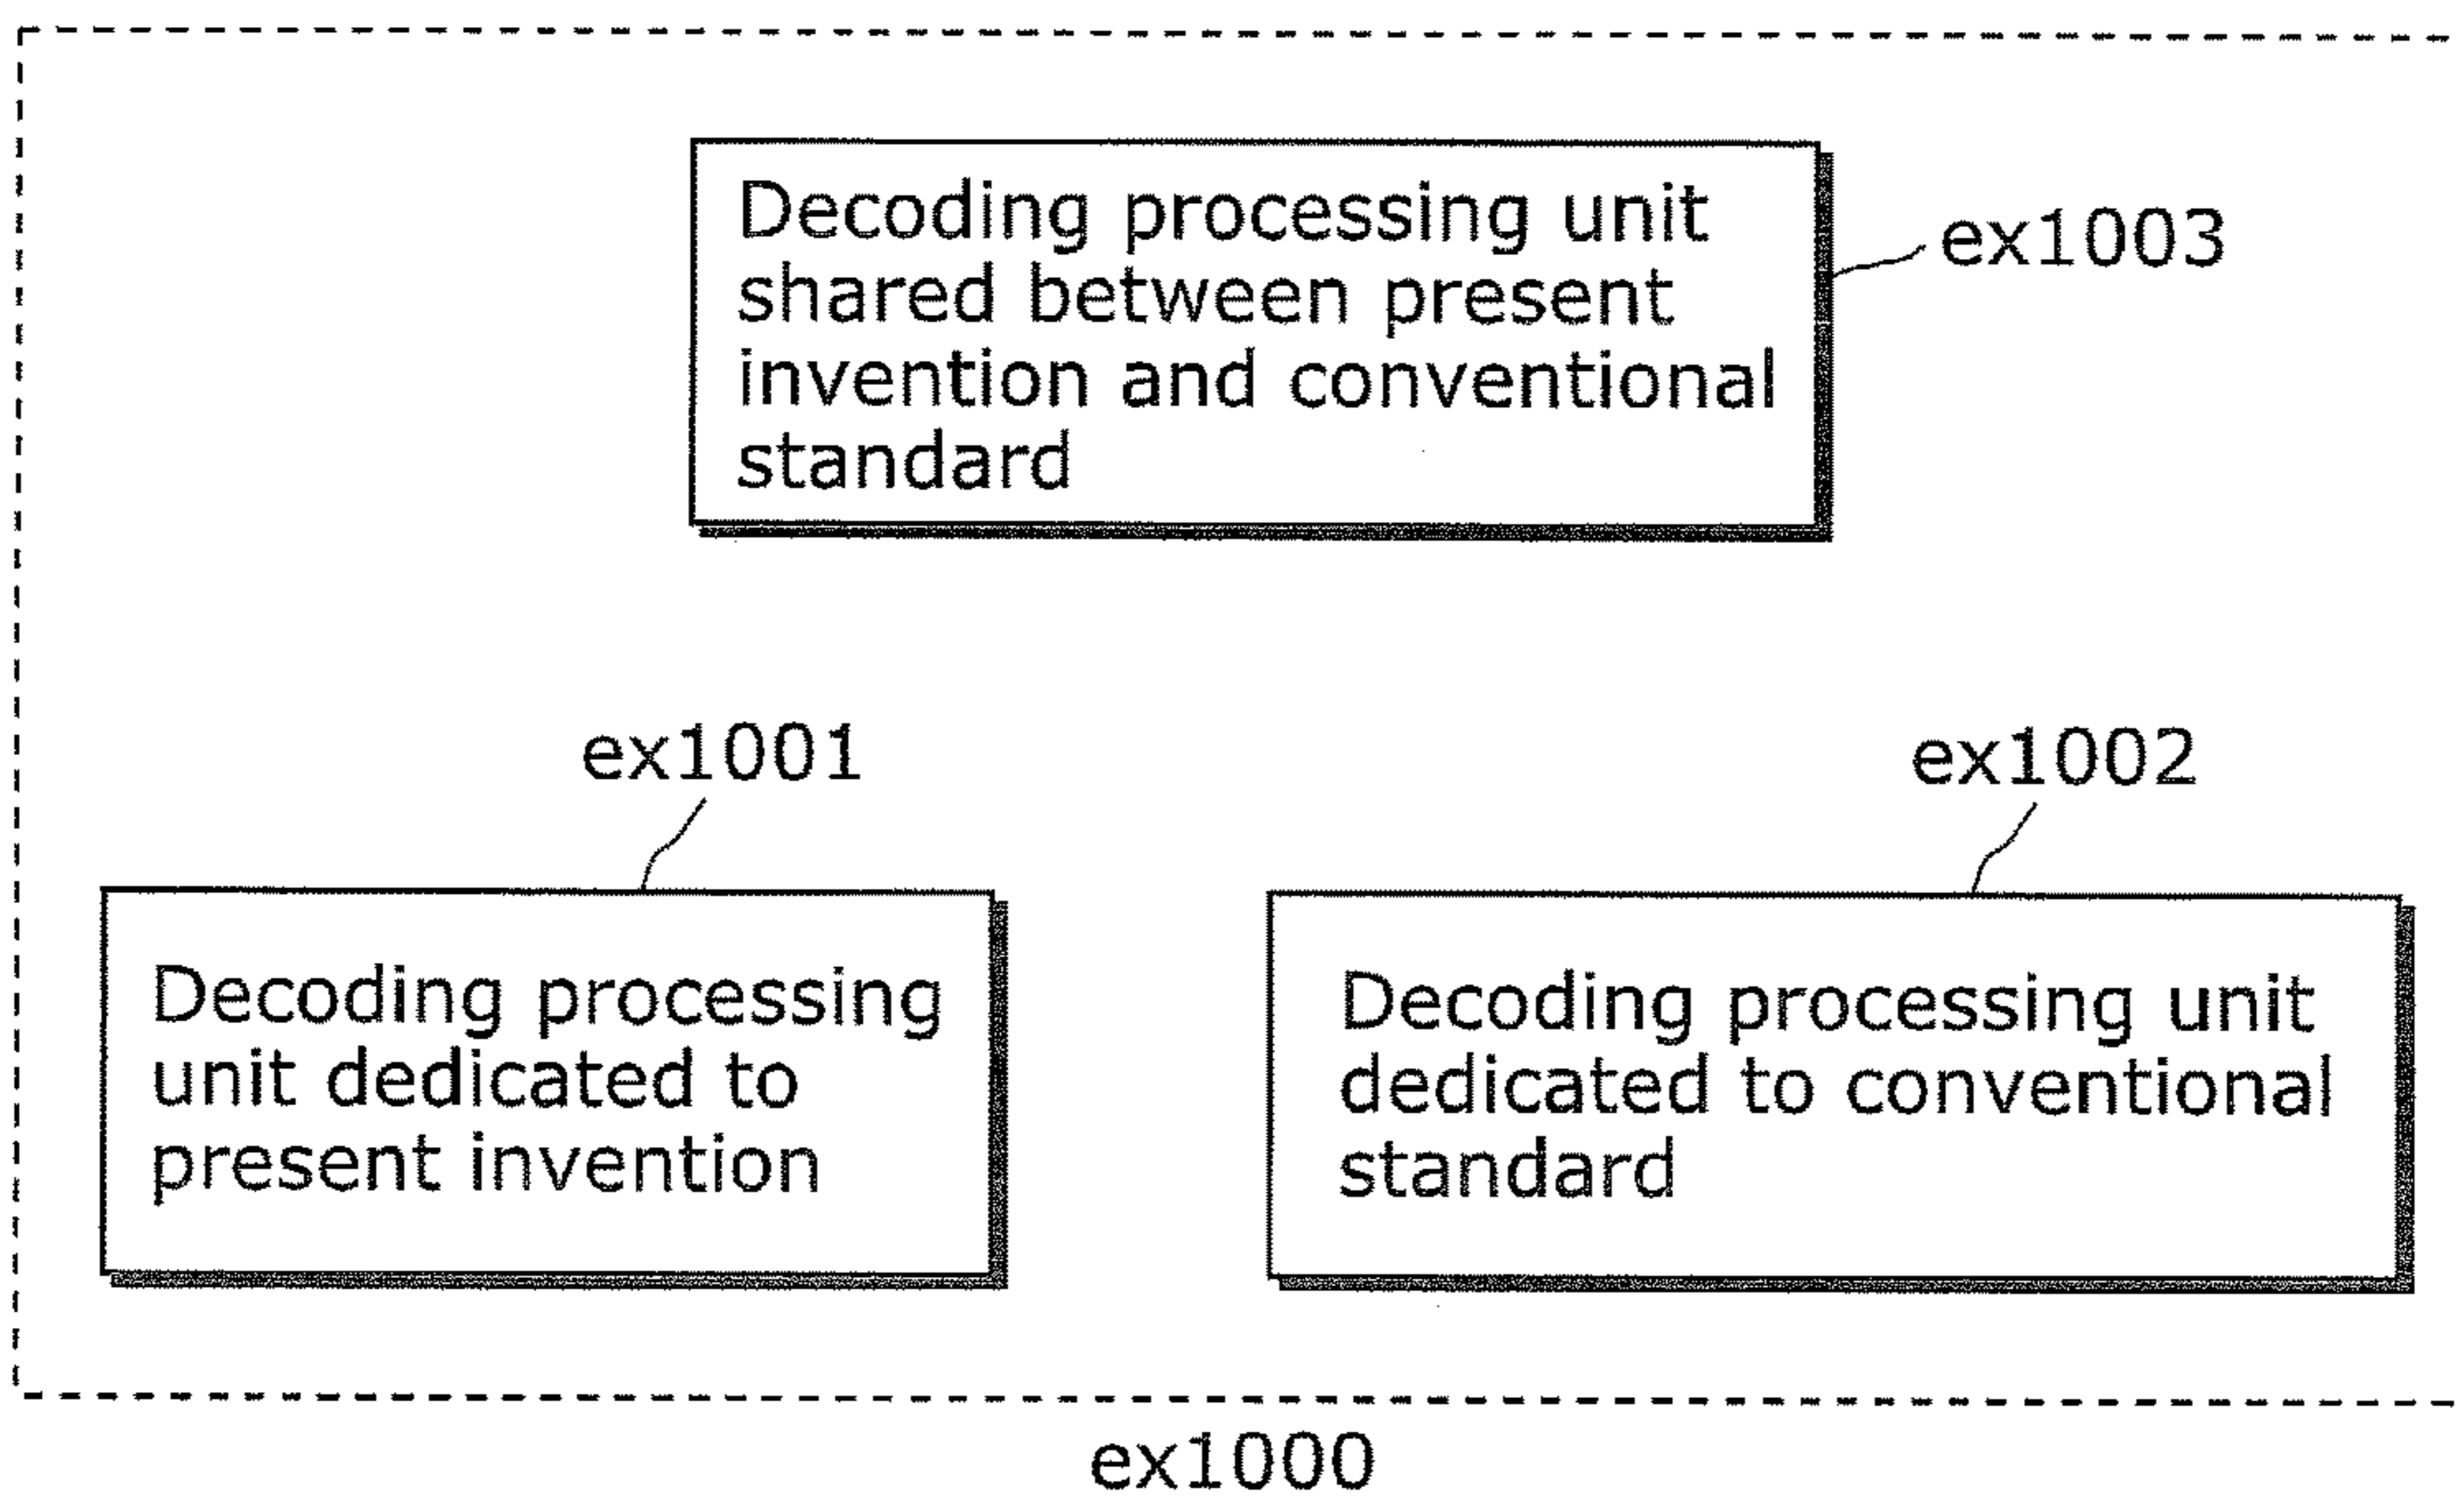 Decoding processing unit
shared between present
invention and conventional
standard
ex1003
ex1001
ex1002
Decoding processing
unit dedicated to
present invention
Decoding processing unit
dedicated to conventional
standard
ex1000